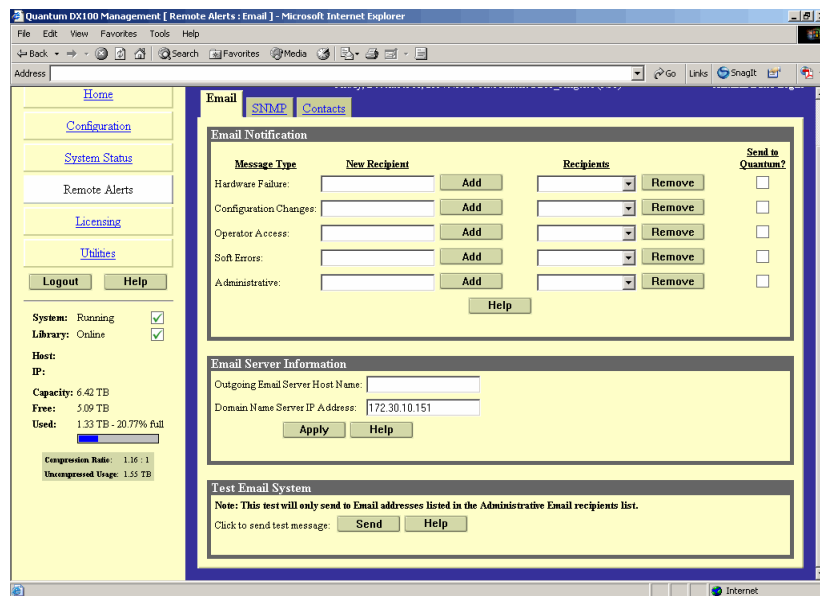 Quantum DX100 Management [ Remote Alerts : Email ] - Microsoft Internet Explorer
File Edit View Favorites Tools Help
Back Search Favorites Media
Address Go Links SnagIt
Home
Configuration
System Status
Remote Alerts
Licensing
Utilities
Logout Help
System: Running
Library: Online
Host:
IP:
Capacity: 6.42 TB
Free: 5.09 TB
Used: 1.33 TB - 20.77% full
Compression Ratio: 1.16 : 1
Uncompressed Usage: 1.55 TB
Email SNMP Contacts
Email Notification
Message Type New Recipient Recipients Send to Quantum?
Hardware Failure: Add Remove
Configuration Changes: Add Remove
Operator Access: Add Remove
Soft Errors: Add Remove
Administrative: Add Remove
Help
Email Server Information
Outgoing Email Server Host Name:
Domain Name Server IP Address: 172.30.10.151
Apply Help
Test Email System
Note: This test will only send to Email addresses listed in the Administrative Email recipients list.
Click to send test message: Send Help
Internet